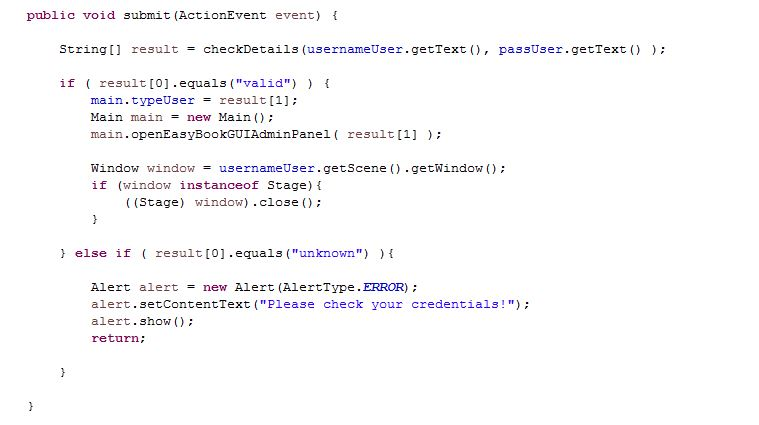 public void submit(ActionEvent event) {
String[] result = checkDetails(usernameUser.getText(), passUser.getText() );
if ( result[0].equals("valid") ) {
main.typeUser = result[1];
Main main = new Main();
main.openEasyBookGUIAdminPanel( result[1] );
Window window = usernameUser.getScene().getWindow();
if (window instanceof Stage){
((Stage) window).close();
}
} else if ( result[0].equals("unknown") ){
Alert alert = new Alert(AlertType.ERROR);
alert.setContentText("Please check your credentials!");
alert.show();
return;
}
}